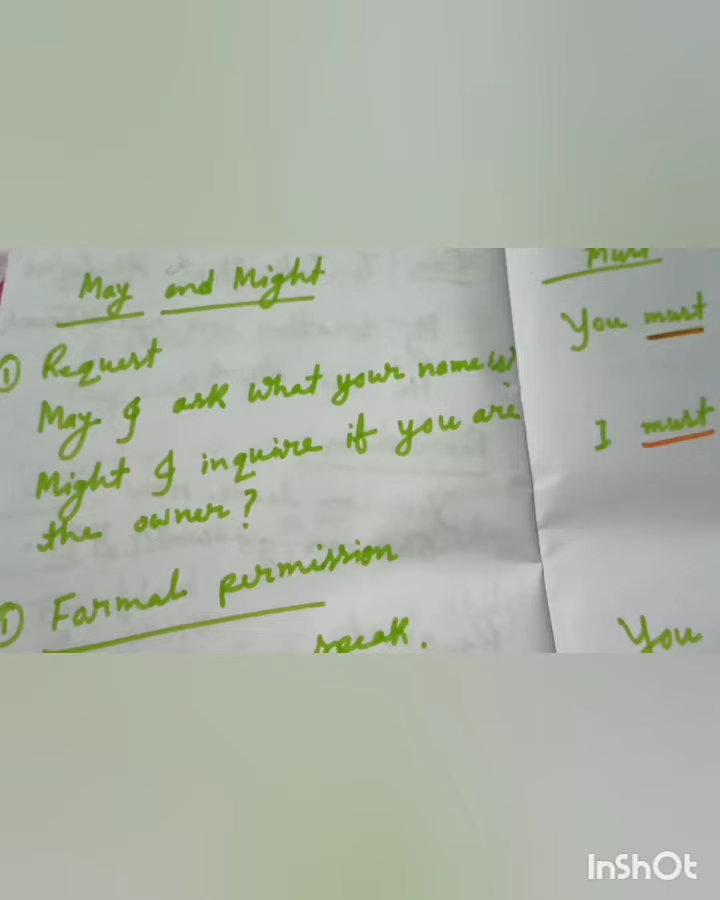 May and Might
① Request
May I ask what your name is?
Might I inquire if you are
the owner?
① Formal permission
speak.
Must
You must
I must
You
InShOt